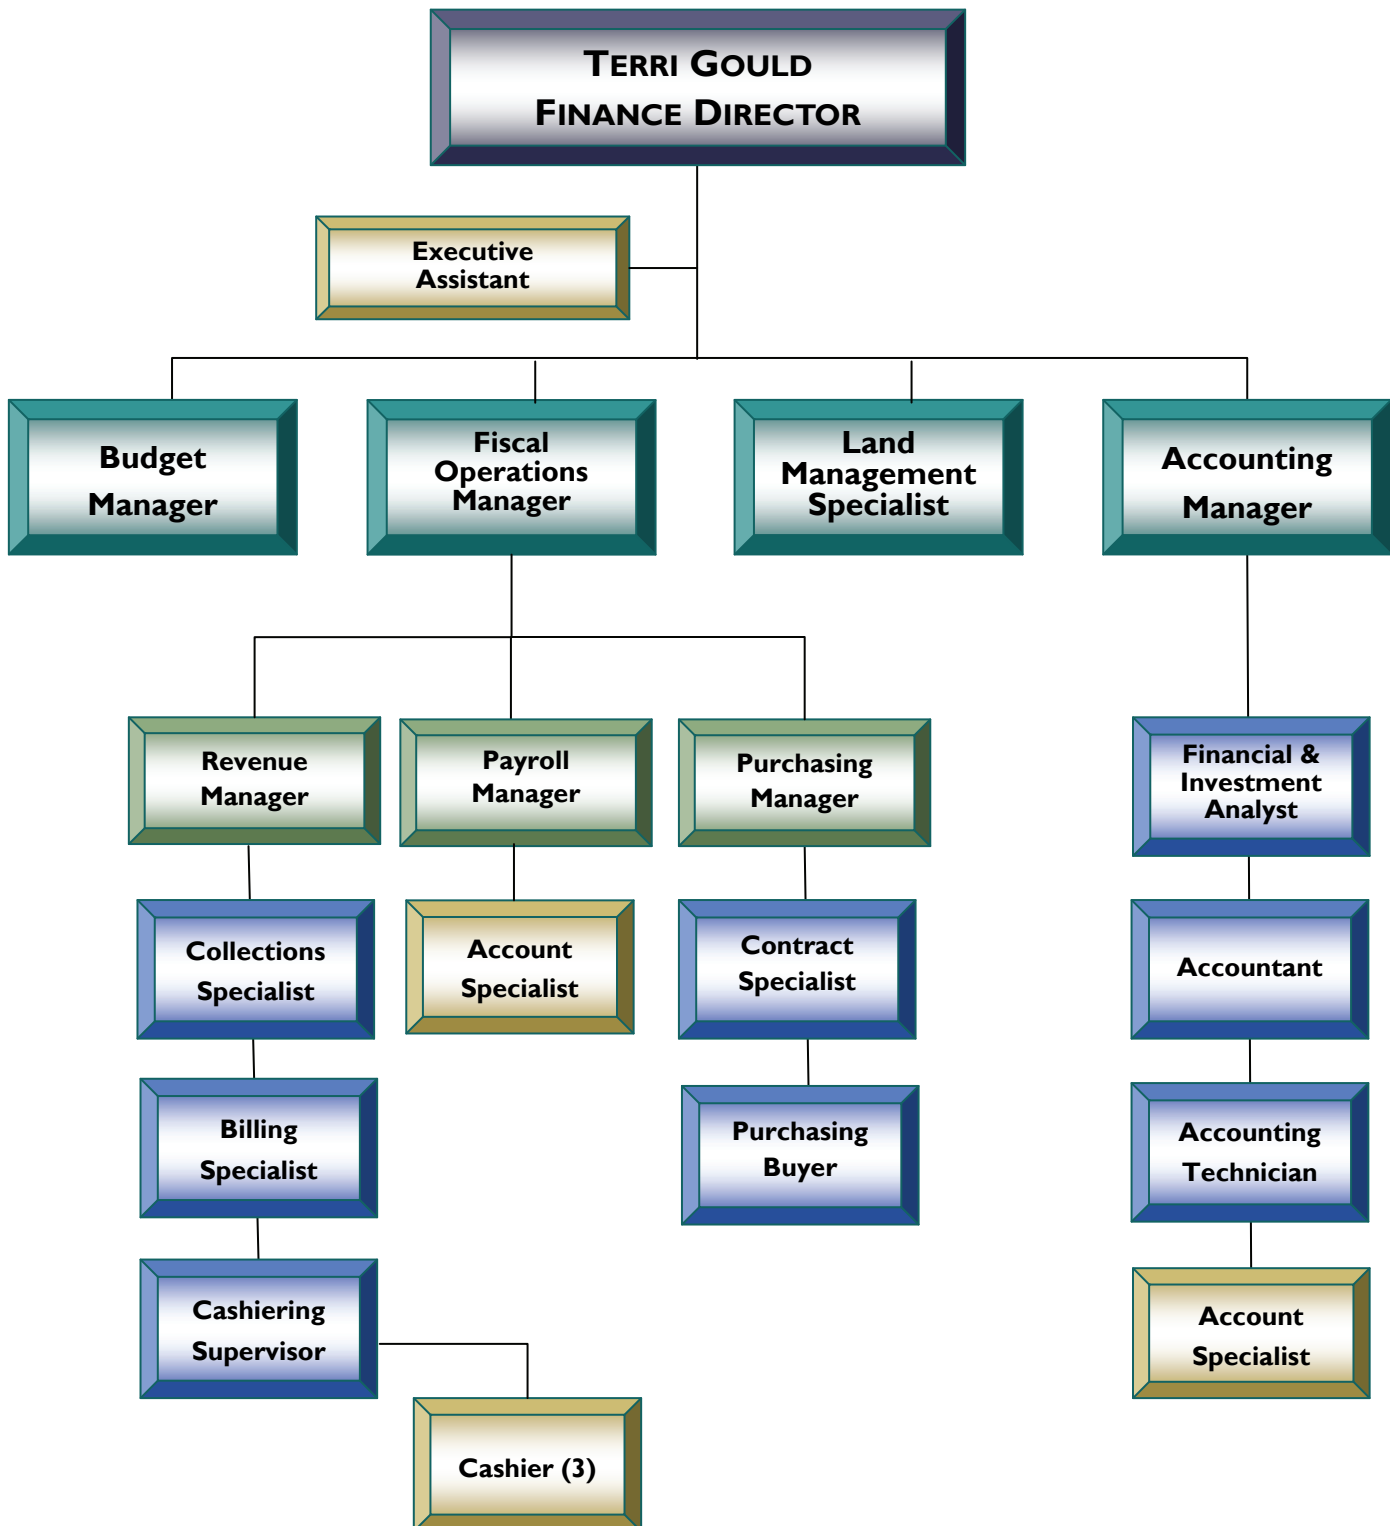 TERRI GOULD
FINANCE DIRECTOR
Executive
Assistant
Budget
Manager
Fiscal
Operations
Manager
Land
Management
Specialist
Accounting
Manager
Revenue
Manager
Payroll
Manager
Purchasing
Manager
Financial &
Investment
Analyst
Collections
Specialist
Account
Specialist
Contract
Specialist
Accountant
Billing
Specialist
Purchasing
Buyer
Accounting
Technician
Cashiering
Supervisor
Account
Specialist
Cashier (3)